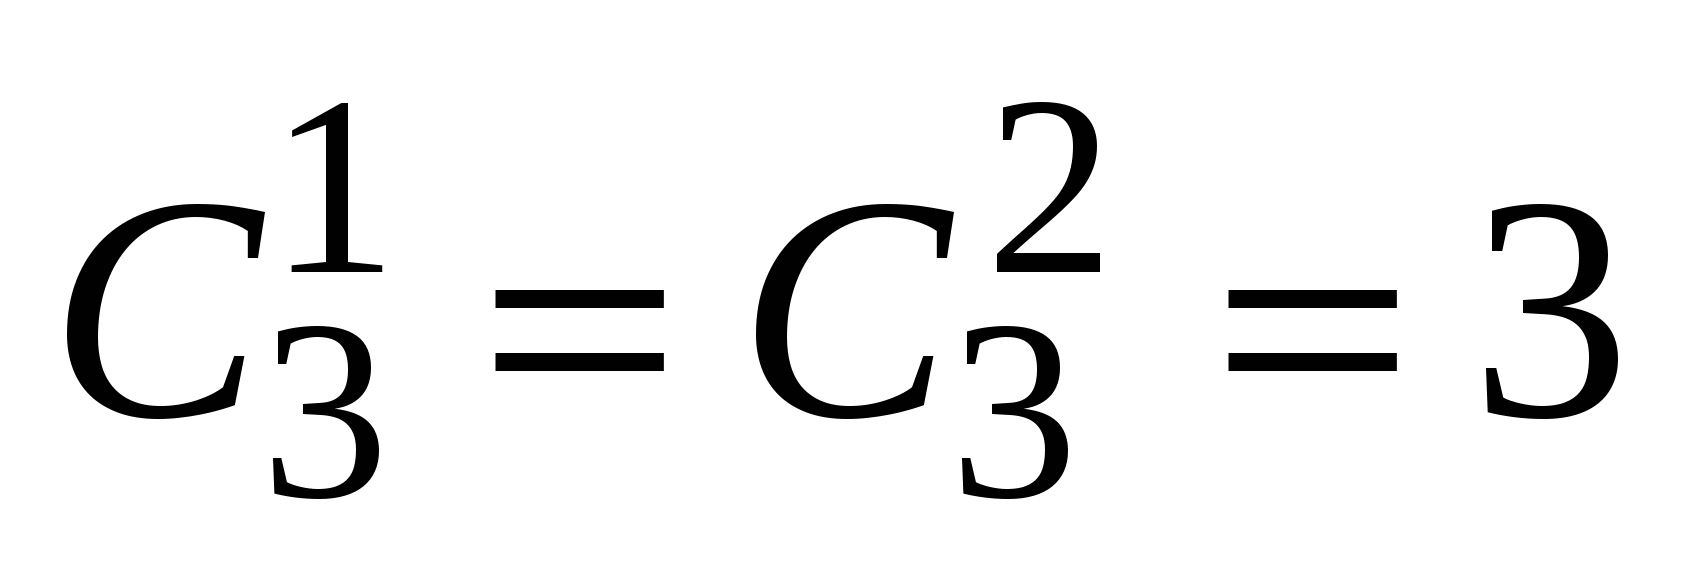 $C_3^1 = C_3^2 = 3$